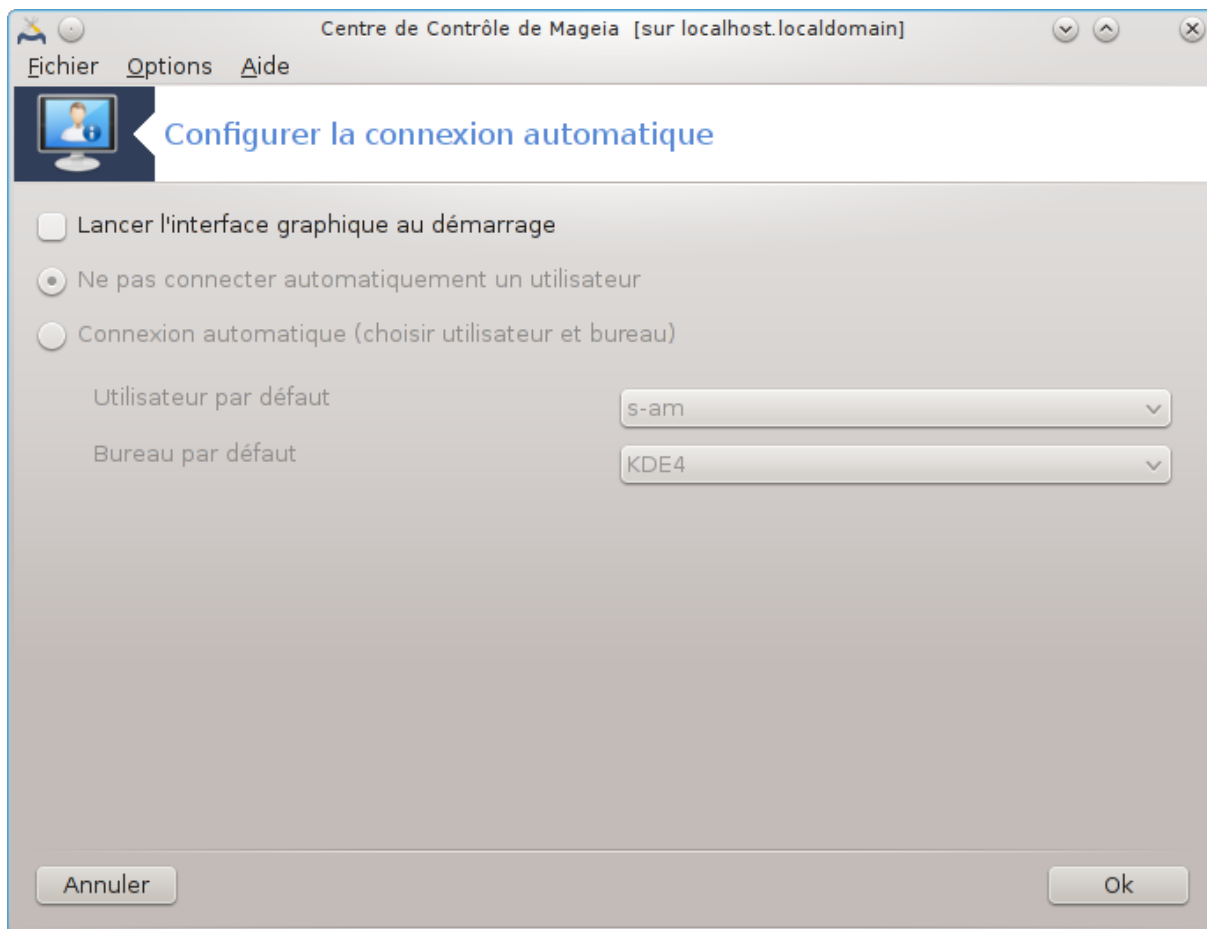 Centre de Contrôle de Mageia [sur localhost.localdomain]
Fichier Options Aide
Configurer la connexion automatique
Lancer l'interface graphique au démarrage
Ne pas connecter automatiquement un utilisateur
Connexion automatique (choisir utilisateur et bureau)
Utilisateur par défaut s-am
Bureau par défaut KDE4
Annuler Ok